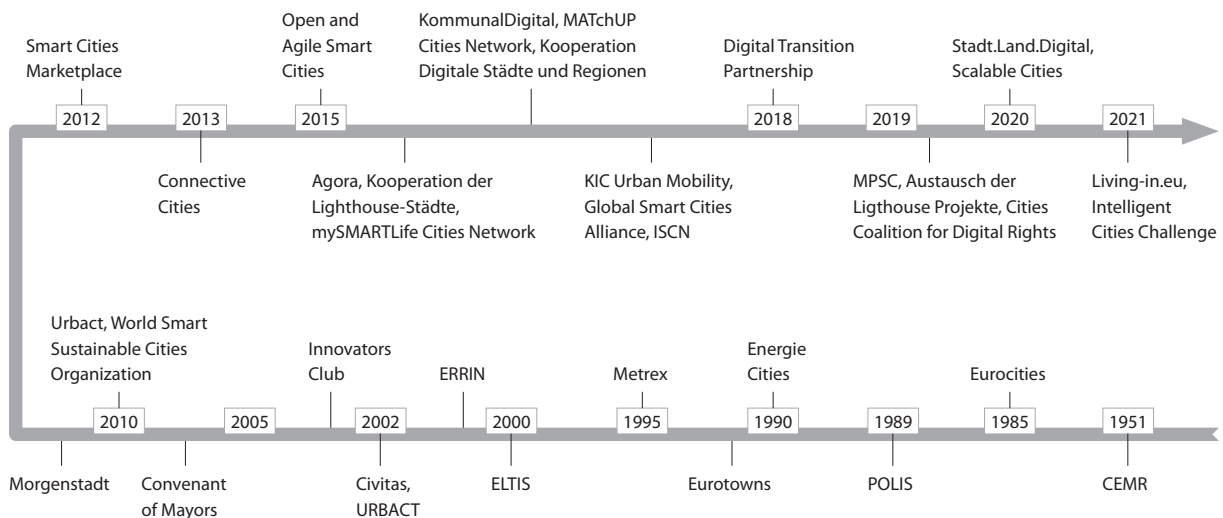 Smart Cities
Marketplace
Open and
Agile Smart
Cities
KommunalDigital, MATchUP
Cities Network, Kooperation
Digitale Städte und Regionen
Digital Transition
Partnership
Stadt.Land.Digital,
Scalable Cities
2012
2013
2015
2018
2019
2020
2021
Connective
Cities
Agora, Kooperation der
Lighthouse-Städte,
mySMARTLife Cities Network
KIC Urban Mobility,
Global Smart Cities
Alliance, ISCN
MPSC, Austausch der
Ligthouse Projekte, Cities
Coalition for Digital Rights
Living-in.eu,
Intelligent
Cities Challenge
Urbact, World Smart
Sustainable Cities
Organization
Innovators
Club
ERRIN
Metrex
Energie
Cities
Eurocities
2010
2005
2002
2000
1995
1990
1989
1985
1951
Morgenstadt
Convenant
of Mayors
Civitas,
URBACT
ELTIS
Eurotowns
POLIS
CEMR